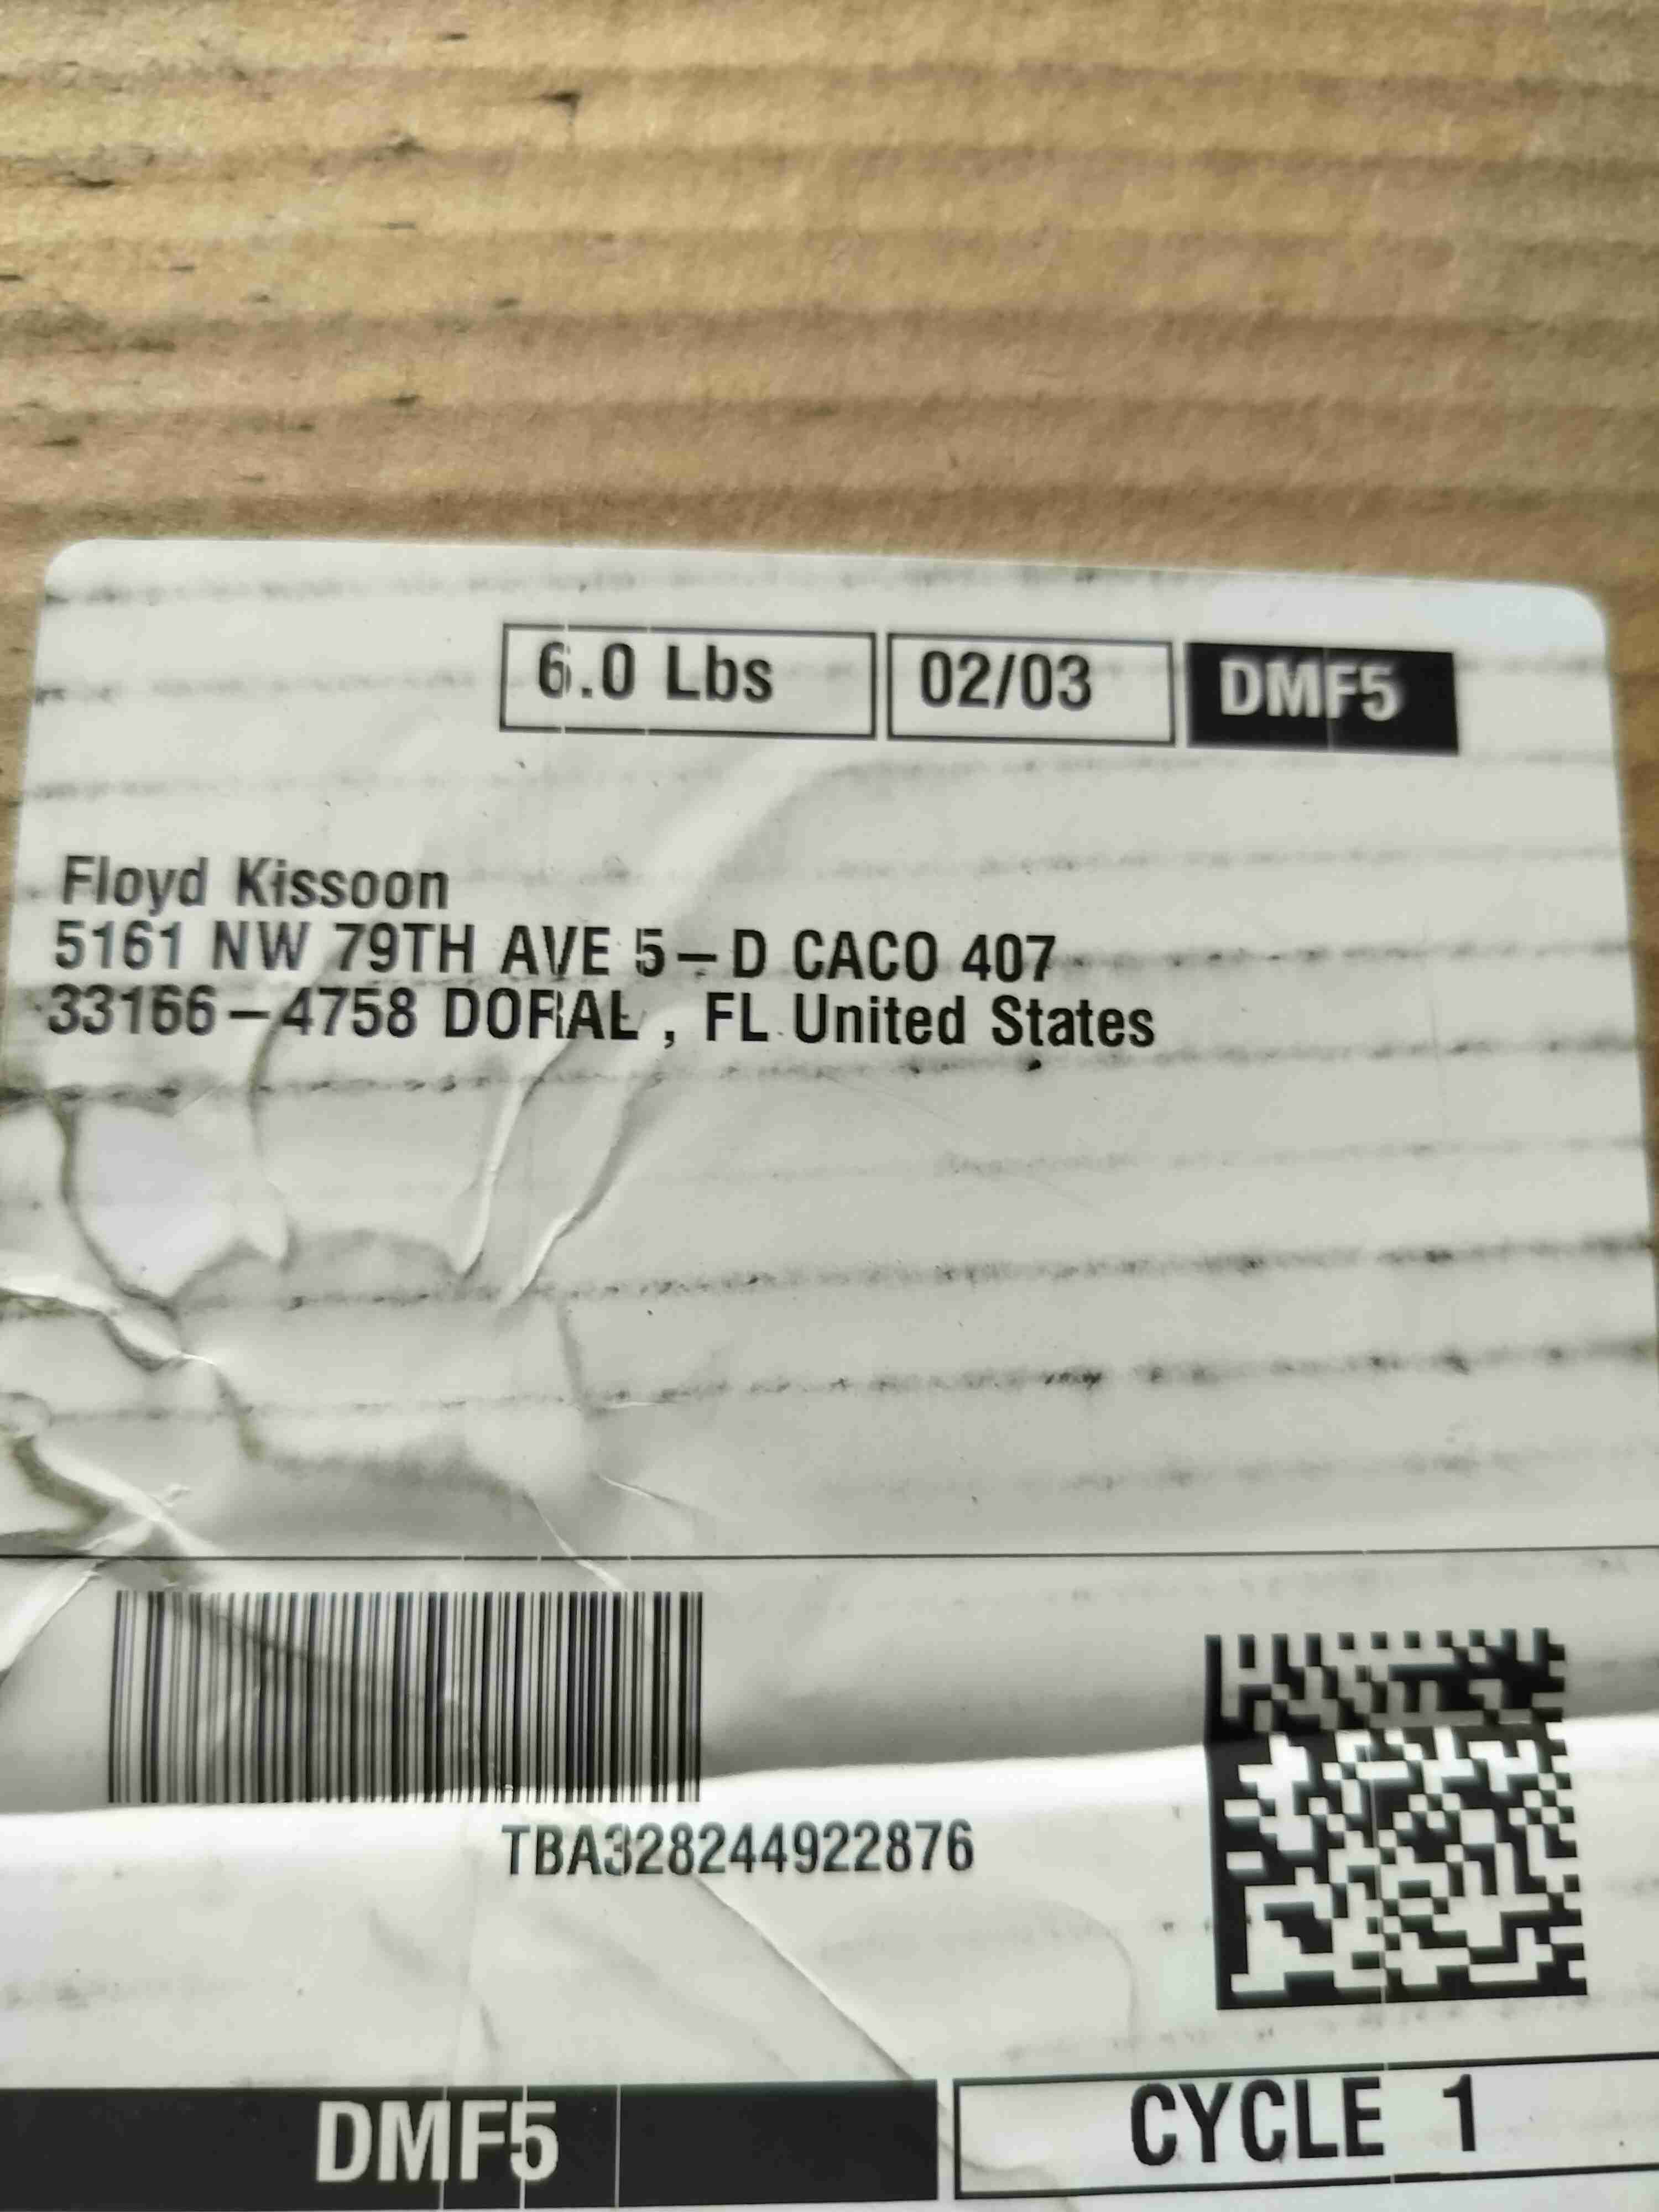 6.0 Lbs 02/03 DMF5
Floyd Kissoon
5161 NW 79TH AVE 5-D CACO 407
33166-4758 DORAL , FL United States
TBA328244922876
DMF5 CYCLE 1